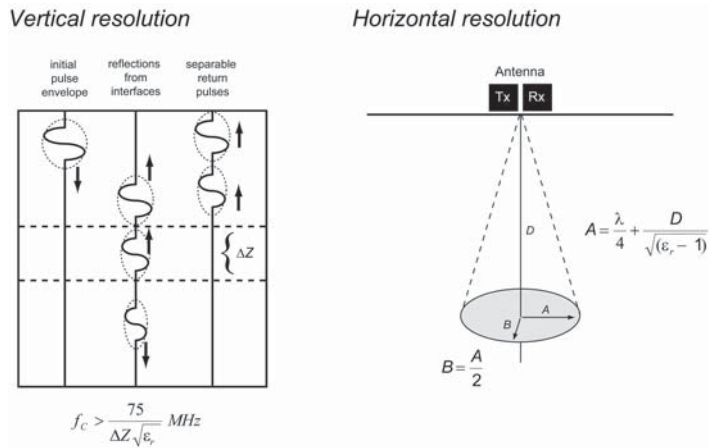 Vertical resolution
initial
pulse
envelope
reflections
from
interfaces
separable
return
pulses
{ ΔZ
f_C > 75 / (ΔZ√ε_r) MHz
Horizontal resolution
Antenna
Tx Rx
D
A = λ/4 + D/√(ε_r − 1)
A
B
B = A/2